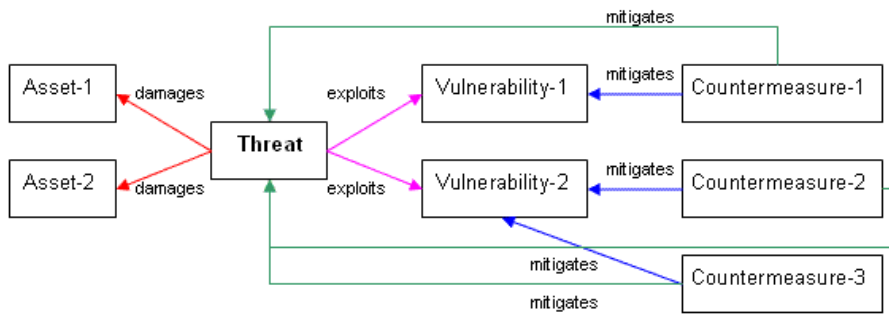 mitigates
Asset-1
damages
exploits
Vulnerability-1
mitigates
Countermeasure-1
Threat
Asset-2
damages
exploits
Vulnerability-2
mitigates
Countermeasure-2
mitigates
Countermeasure-3
mitigates